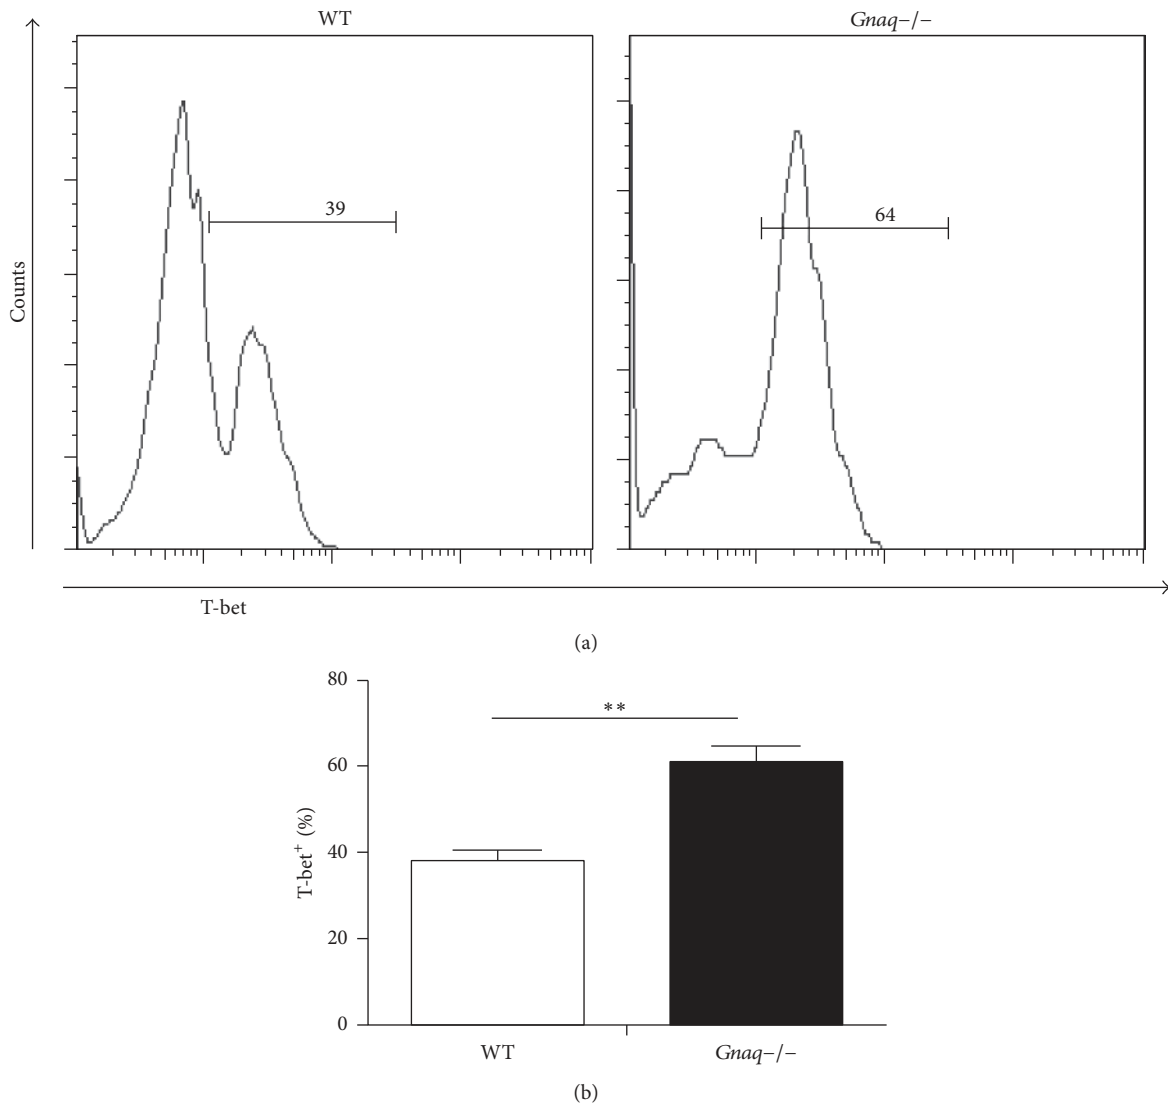 WT
Gnaq−/−
39
64
Counts
T-bet
(a)
80
60
40
20
0
T-bet⁺ (%)
**
WT
Gnaq−/−
(b)